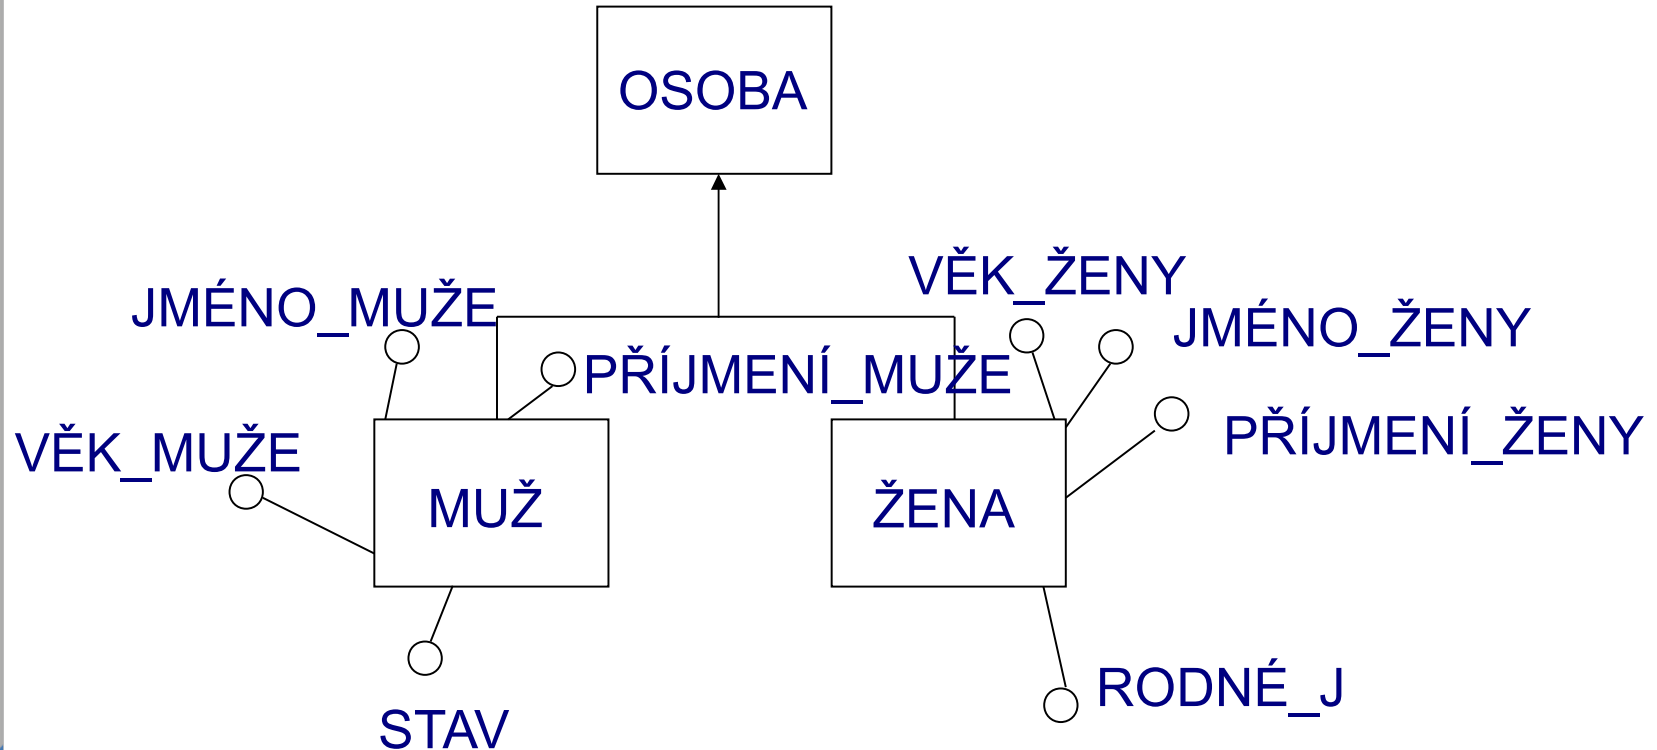 OSOBA
VĚK_ŽENY
JMÉNO_MUŽE
JMÉNO_ŽENY
PŘÍJMENÍ_MUŽE
PŘÍJMENÍ_ŽENY
VĚK_MUŽE
MUŽ
ŽENA
RODNÉ_J
STAV